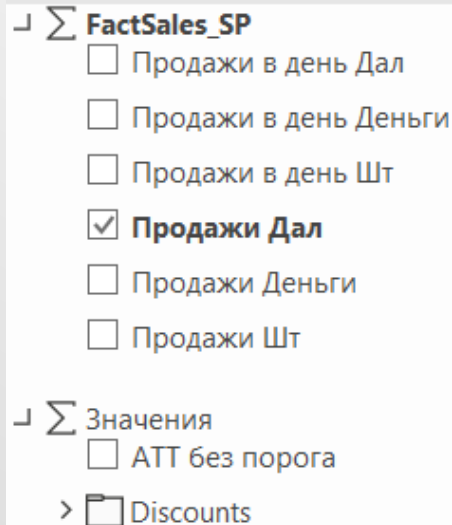 FactSales_SP
Продажи в день Дал
Продажи в день Деньги
Продажи в день Шт
Продажи Дал
Продажи Деньги
Продажи Шт
Значения
АТТ без порога
Discounts